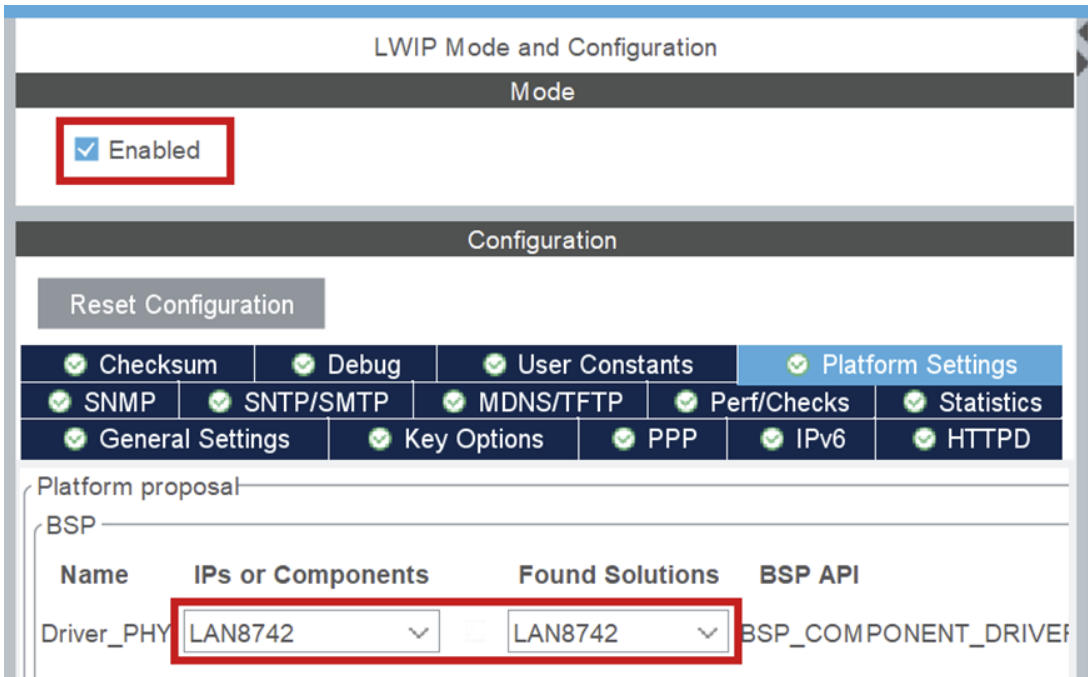 LWIP Mode and Configuration
Mode
Enabled
Configuration
Reset Configuration
Checksum Debug User Constants Platform Settings
SNMP SNTP/SMTP MDNS/TFTP Perf/Checks Statistics
General Settings Key Options PPP IPv6 HTTPD
Platform proposal
BSP
Name IPs or Components Found Solutions BSP API
Driver_PHY LAN8742 LAN8742 BSP_COMPONENT_DRIVER